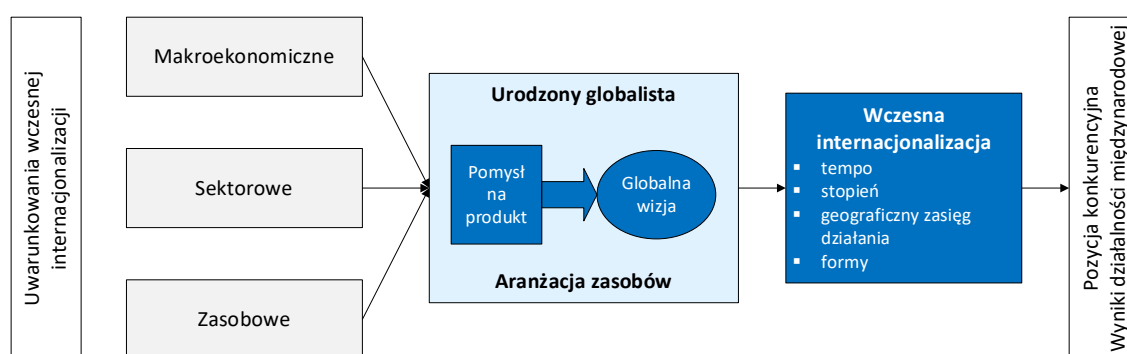 Uwarunkowania wczesnej
internacjonalizacji
Makroekonomiczne
Sektorowe
Zasobowe
Urodzony globalista
Pomysł
na
produkt
Globalna
wizja
Aranżacja zasobów
Wczesna
internacjonalizacja
▪ tempo
▪ stopień
▪ geograficzny zasięg
działania
▪ formy
Pozycja konkurencyjna
Wyniki działalności międzynarodowej